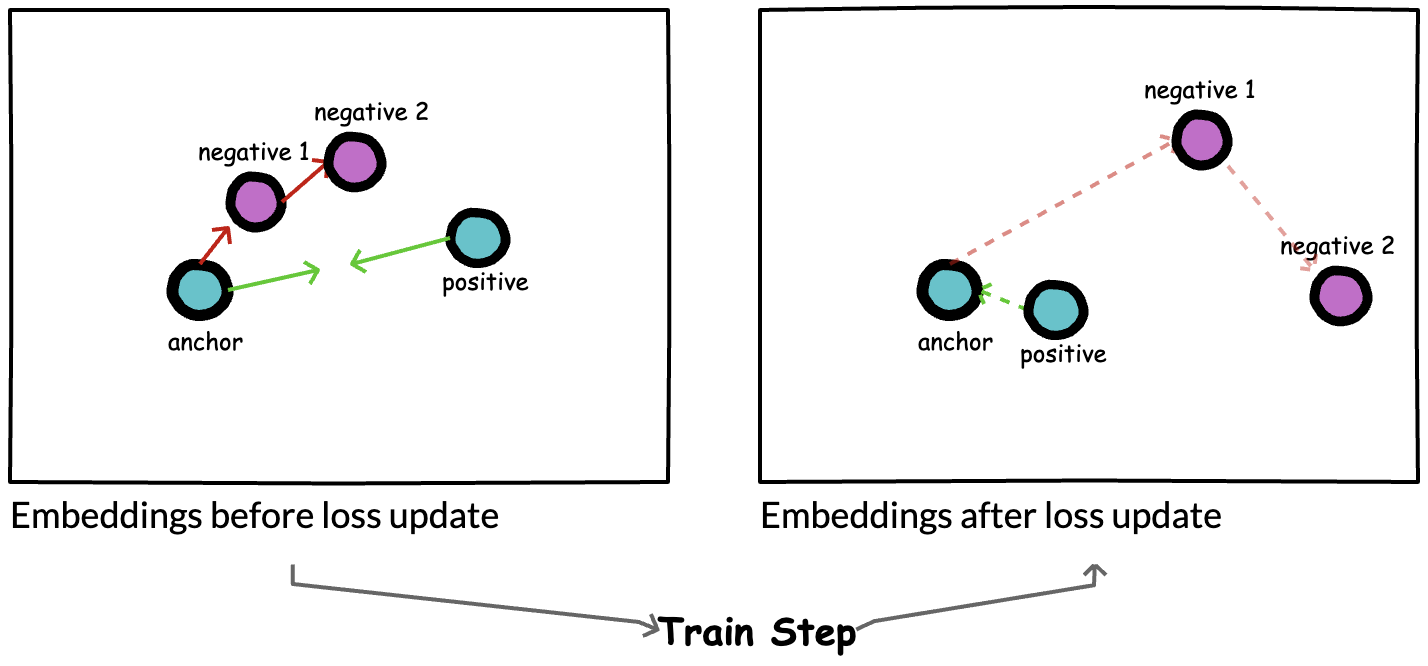 negative 2
negative 1
anchor
positive
Embeddings before loss update
negative 1
negative 2
anchor
positive
Embeddings after loss update
Train Step